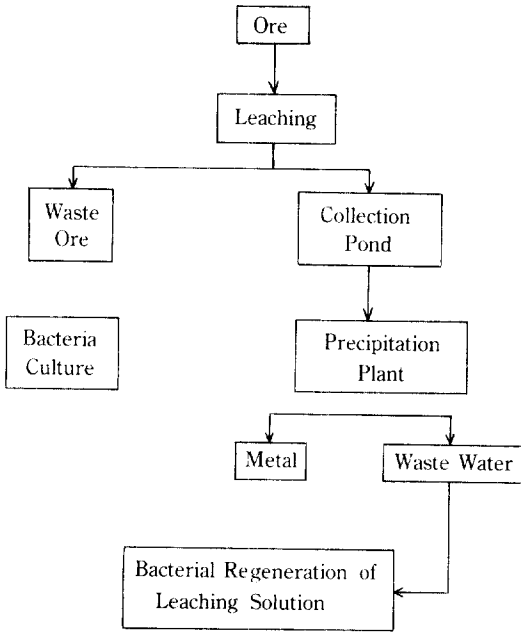 Ore
Leaching
Waste
Ore
Collection
Pond
Bacteria
Culture
Precipitation
Plant
Metal
Waste Water
Bacterial Regeneration of
Leaching Solution